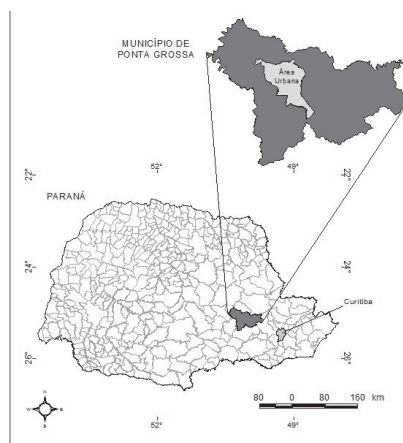 MUNICÍPIO DE
PONTA GROSSA
Área
Urbana
52°
49°
22°
22°
PARANÁ
24°
24°
Curitiba
26°
26°
N
W
E
S
80 0 80 160 km
52°
49°